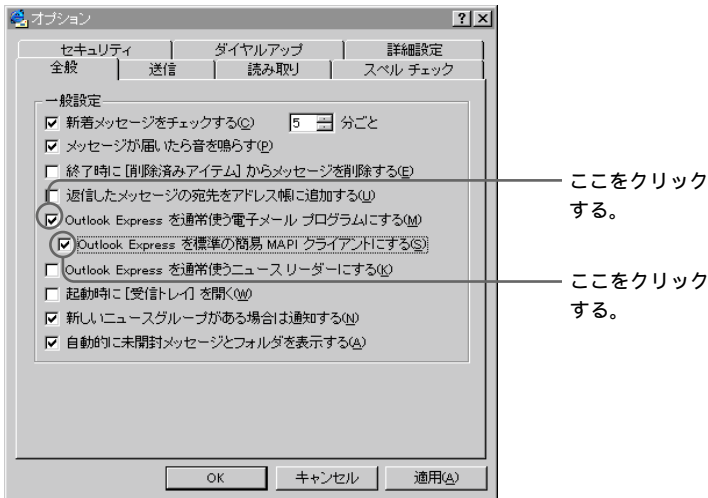 オプション
セキュリティ
ダイヤルアップ
詳細設定
全般
送信
読み取り
スペル チェック
一般設定
新着メッセージをチェックする(C) 5 分ごと
メッセージが届いたら音を鳴らす(P)
終了時に [削除済みアイテム] からメッセージを削除する(E)
返信したメッセージの宛先をアドレス帳に追加する(U)
Outlook Express を通常使う電子メール プログラムにする(M)
Outlook Express を標準の簡易 MAPI クライアントにする(S)
Outlook Express を通常使うニュース リーダーにする(K)
起動時に [受信トレイ] を開く(W)
新しいニュースグループがある場合は通知する(N)
自動的に未開封メッセージとフォルダを表示する(A)
OK
キャンセル
適用(A)
ここをクリック
する。
ここをクリック
する。